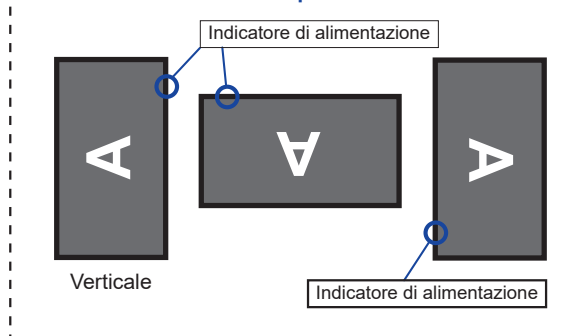 Indicatore di alimentazione
A
A
A
Verticale
Indicatore di alimentazione